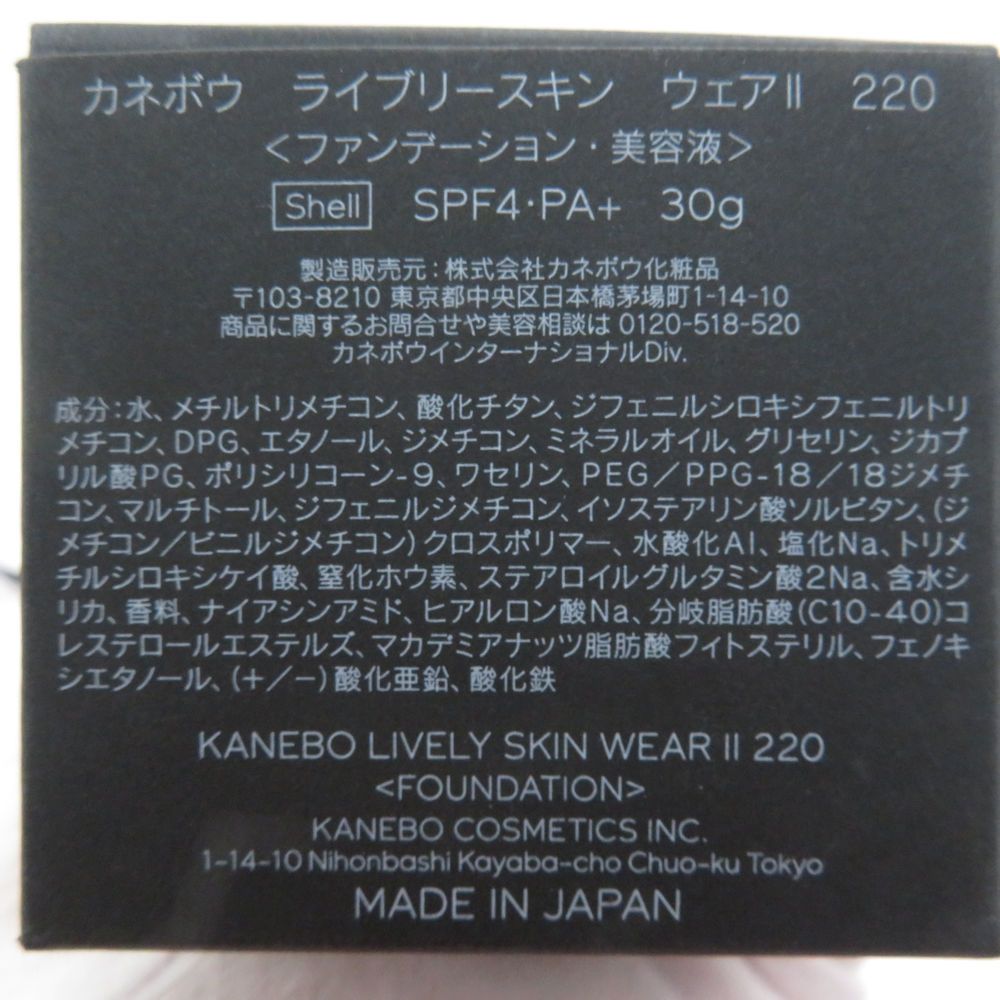 カネボウ ライブリースキン ウェアⅡ 220
<ファンデーション・美容液>
Shell SPF4・PA+ 30g
製造販売元:株式会社カネボウ化粧品
〒103-8210 東京都中央区日本橋茅場町1-14-10
商品に関するお問合せや美容相談は 0120-518-520
カネボウインターナショナルDiv.
成分:水、メチルトリメチコン、酸化チタン、ジフェニルシロキシフェニルトリ
メチコン、DPG、エタノール、ジメチコン、ミネラルオイル、グリセリン、ジカプ
リル酸PG、ポリシリコーン-9、ワセリン、PEG/PPG-18/18ジメチ
コン、マルチトール、ジフェニルジメチコン、イソステアリン酸ソルビタン、(ジ
メチコン/ビニルジメチコン)クロスポリマー、水酸化Al、塩化Na、トリメ
チルシロキシケイ酸、窒化ホウ素、ステアロイルグルタミン酸2Na、含水シ
リカ、香料、ナイアシンアミド、ヒアルロン酸Na、分岐脂肪酸(C10-40)コ
レステロールエステルズ、マカデミアナッツ脂肪酸フィトステリル、フェノキ
シエタノール、(+/-)酸化亜鉛、酸化鉄
KANEBO LIVELY SKIN WEAR Ⅱ 220
<FOUNDATION>
KANEBO COSMETICS INC.
1-14-10 Nihonbashi Kayaba-cho Chuo-ku Tokyo
MADE IN JAPAN